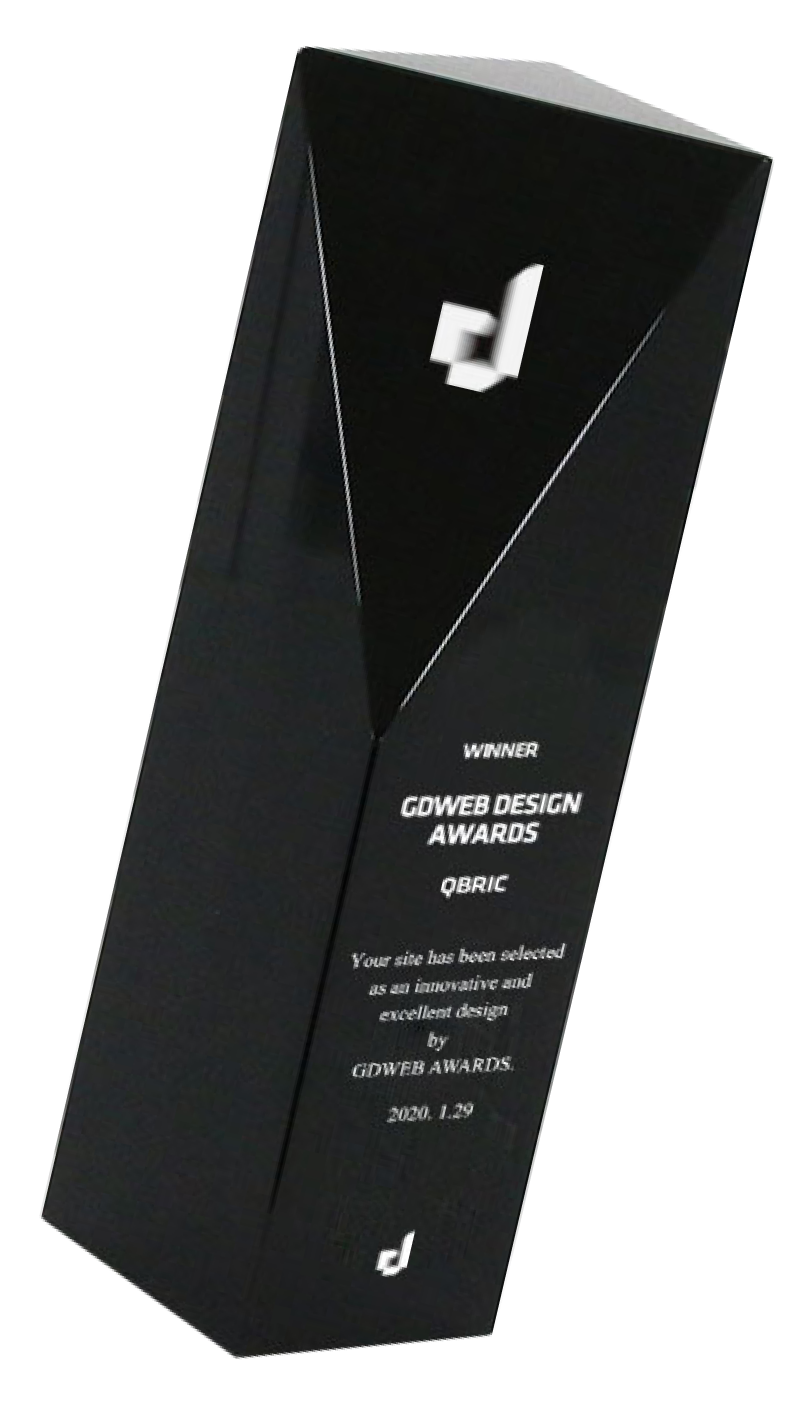 WINNER
GDWEB DESIGN
AWARDS
QBRIC
Your site has been selected
as an innovative and
excellent design
by
GDWEB AWARDS.
2020. 1.29